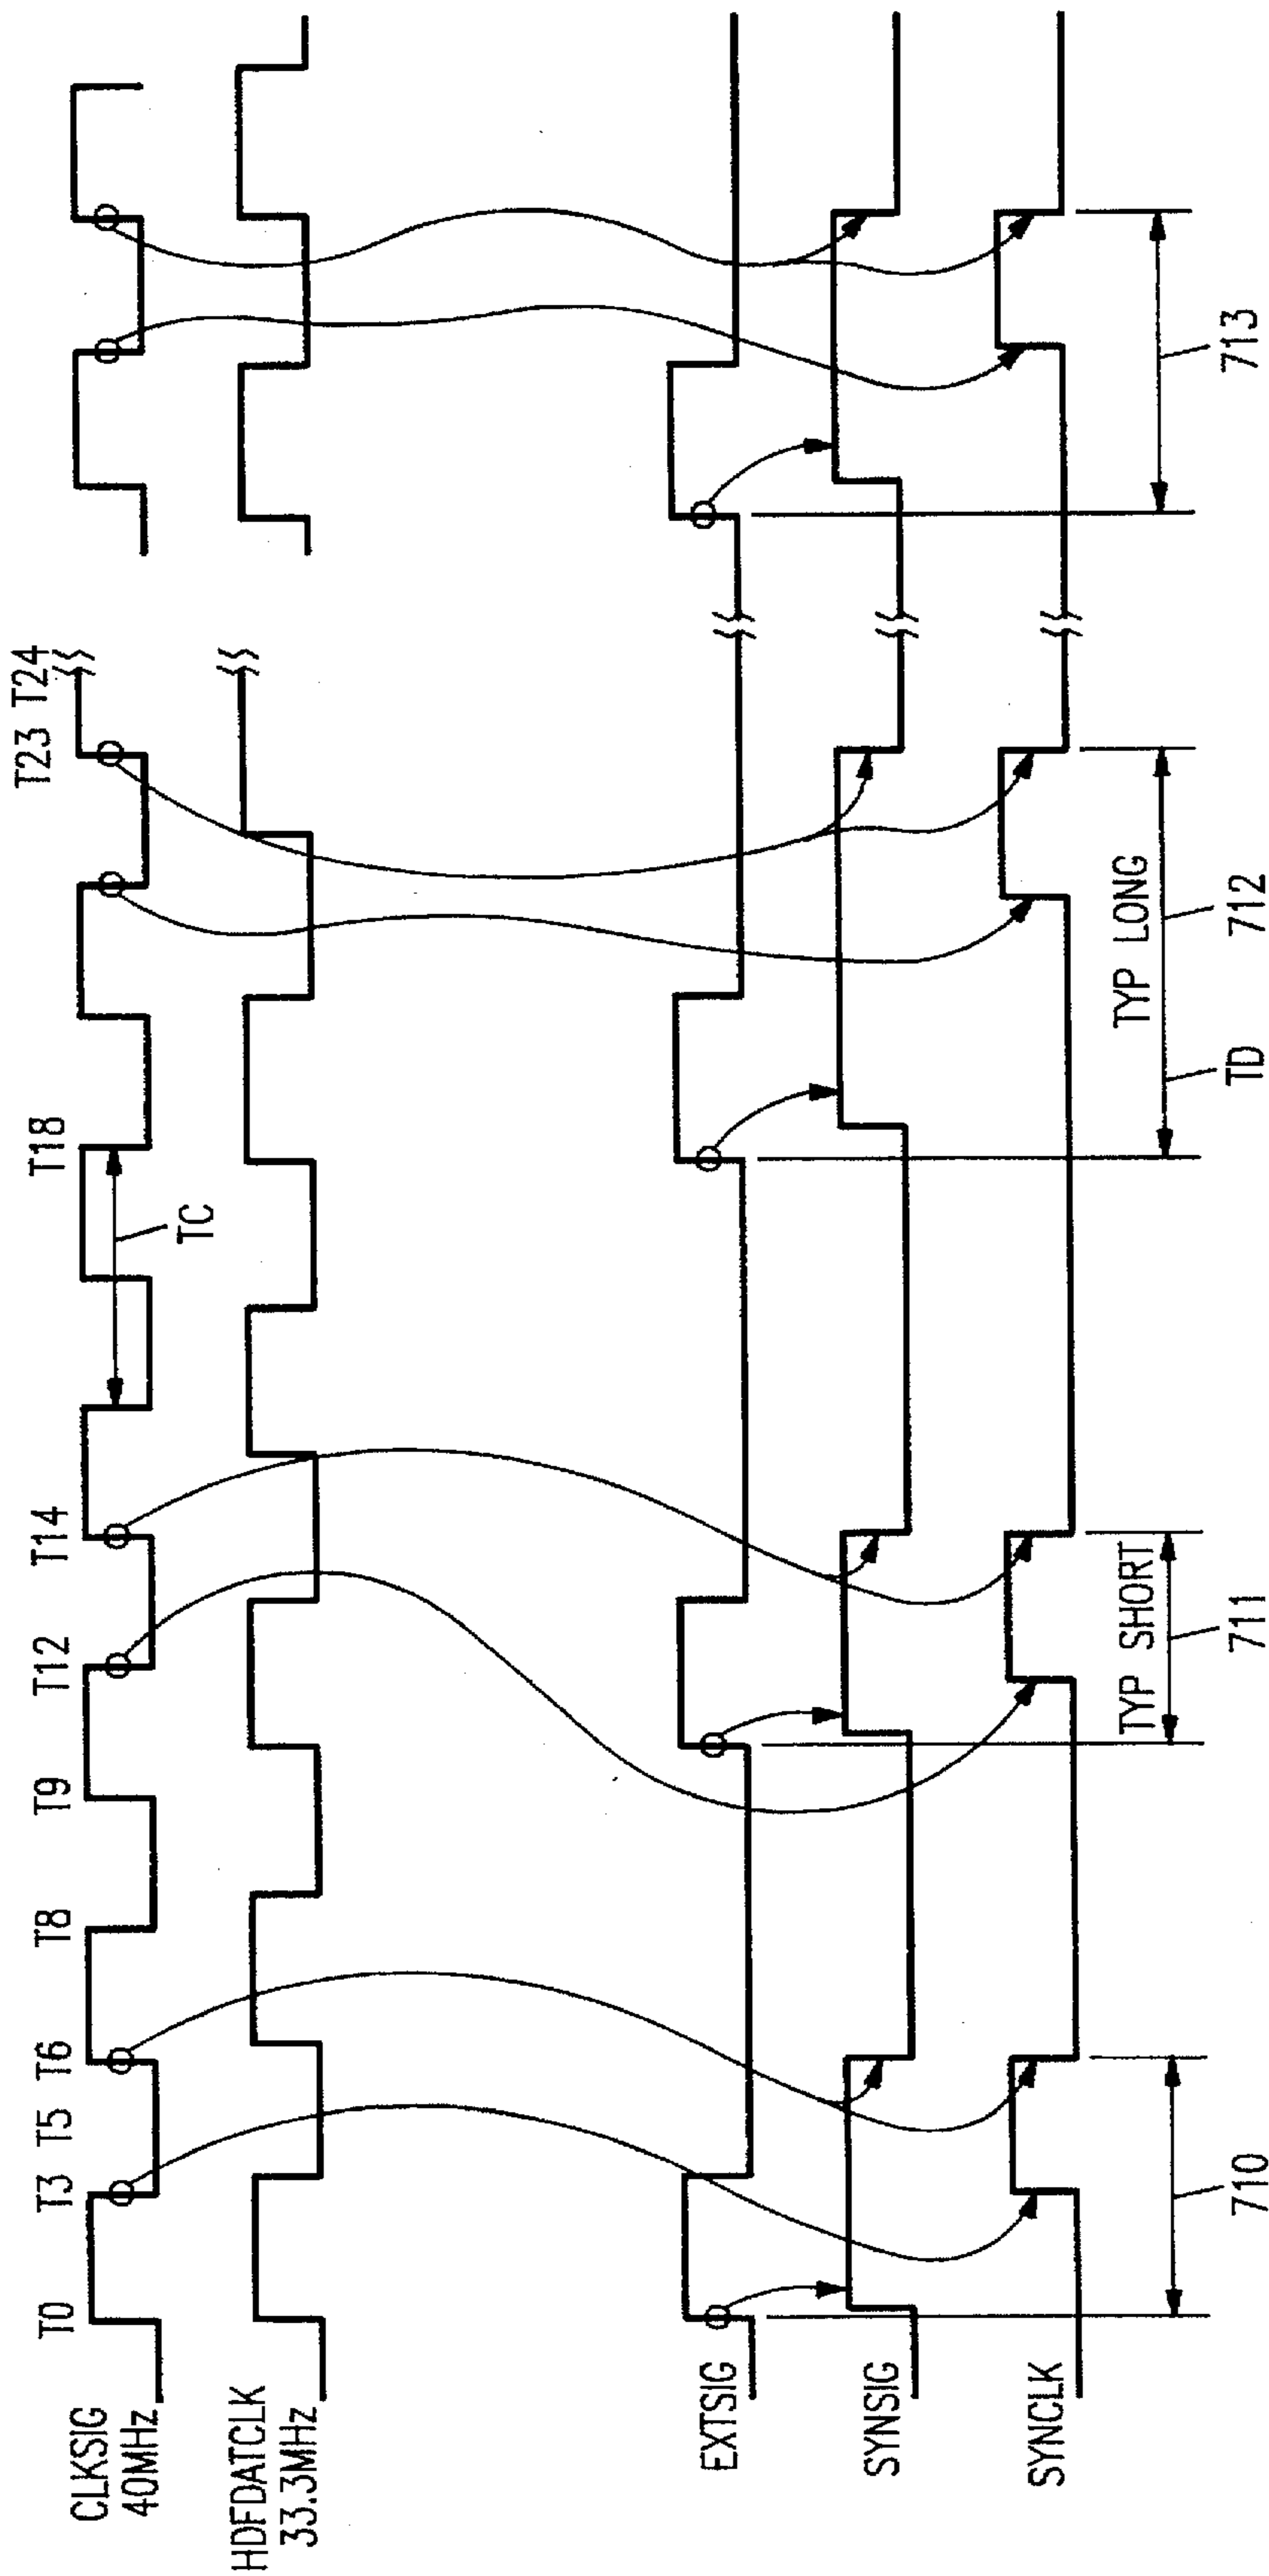 T0 T3 T5 T6 T8 T9 T12 T14 T18 T23 T24
CLKSIG
40MHz
TC
HDFDATCLK
33.3MHz
EXTSIG
SYNSIG
SYNCLK
TYP SHORT
TYP LONG
710
711
TD
712
713